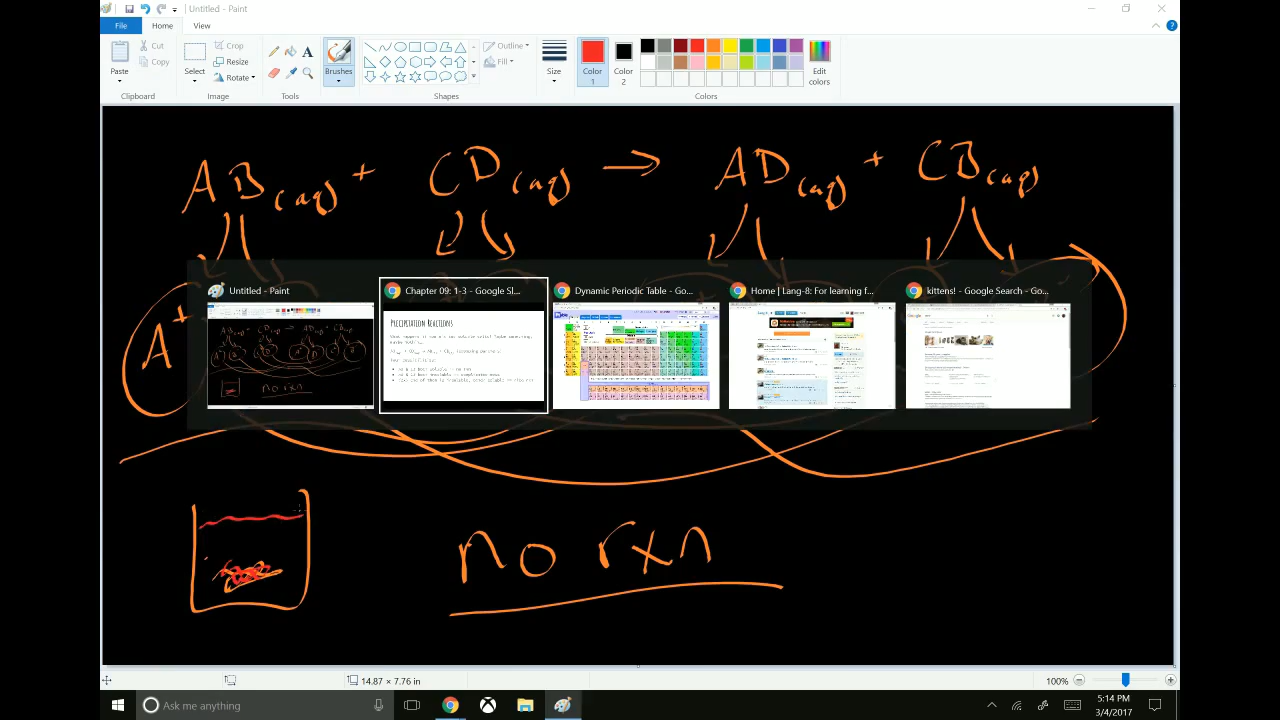 Untitled - Paint
File Home View
Paste
Cut
Copy
Clipboard
Select
Crop
Resize
Rotate
Image
Tools
Brushes
Shapes
Outline
Fill
Size
Color 1
Color 2
Edit colors
Colors
AB(aq) + CD(aq) → AD(aq) + CB(aq)
A+
Untitled - Paint
Chapter 09: 1-3 - Google Sl...
Dynamic Periodic Table - Go...
Home | Lang-8: For learning f...
kittens! - Google Search - Go...
Precipitation Reactions
no rxn
no rxn
14.87 × 7.76 in
100%
Ask me anything
5:14 PM
3/4/2017